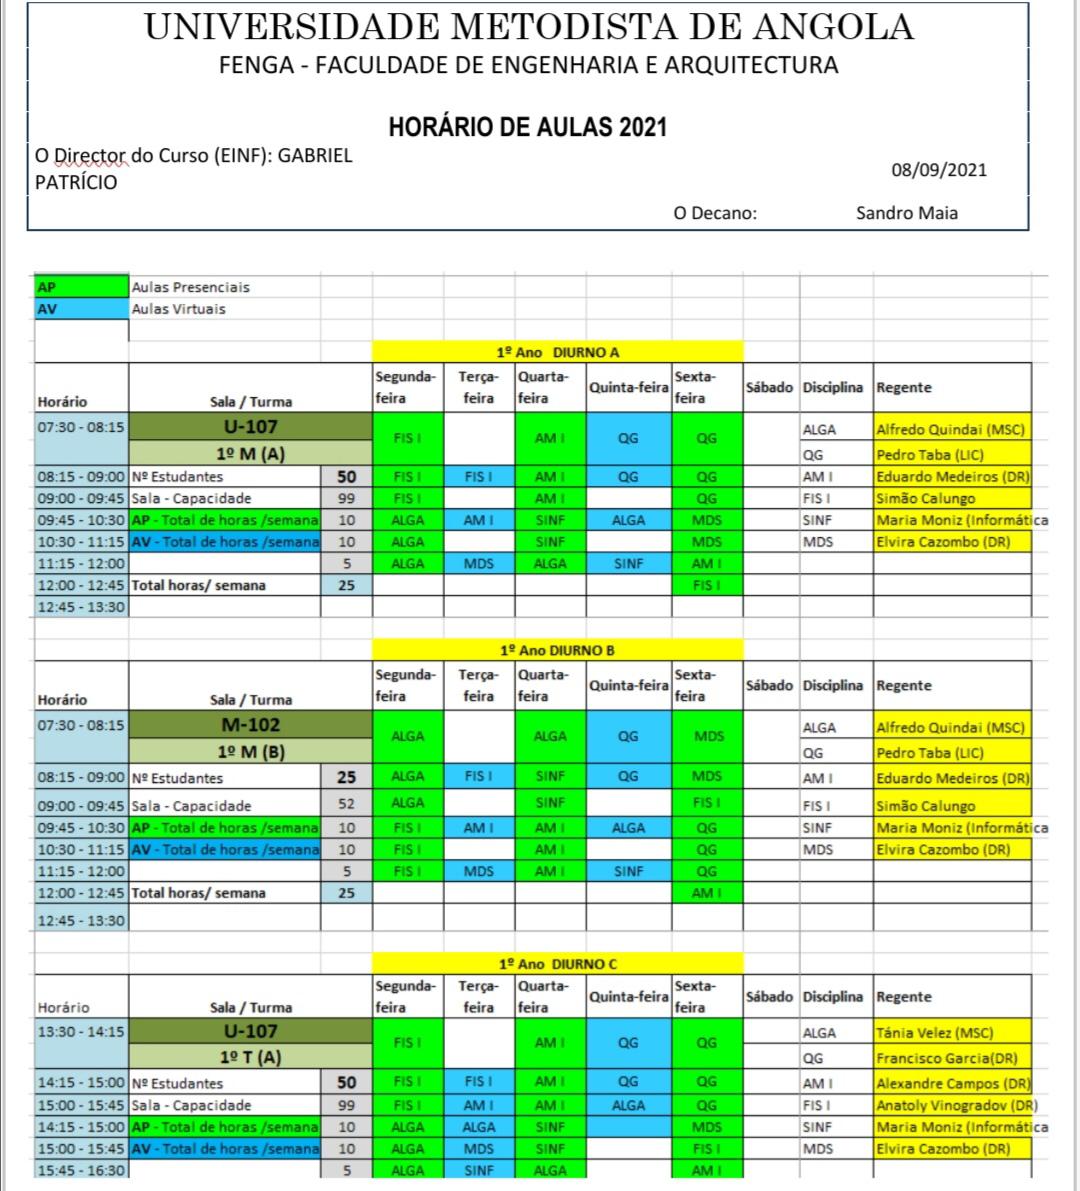 UNIVERSIDADE METODISTA DE ANGOLA
FENGA - FACULDADE DE ENGENHARIA E ARQUITECTURA
HORÁRIO DE AULAS 2021
O Director do Curso (EINF): GABRIEL
PATRÍCIO
08/09/2021
O Decano: Sandro Maia
AP Aulas Presenciais
AV Aulas Virtuais
1º Ano DIURNO A
Horário Sala / Turma Segunda-feira Terça-feira Quarta-feira Quinta-feira Sexta-feira Sábado Disciplina Regente
07:30 - 08:15 U-107 FIS I AM I QG QG ALGA Alfredo Quindai (MSC)
1º M (A) QG Pedro Taba (LIC)
08:15 - 09:00 Nº Estudantes 50 FIS I FIS I AM I QG QG AM I Eduardo Medeiros (DR)
09:00 - 09:45 Sala - Capacidade 99 FIS I AM I QG FIS I Simão Calungo
09:45 - 10:30 AP - Total de horas /semana 10 ALGA AM I SINF ALGA MDS SINF Maria Moniz (Informática
10:30 - 11:15 AV - Total de horas /semana 10 ALGA SINF MDS MDS Elvira Cazombo (DR)
11:15 - 12:00 5 ALGA MDS ALGA SINF AM I
12:00 - 12:45 Total horas/ semana 25 FIS I
12:45 - 13:30
1º Ano DIURNO B
Horário Sala / Turma Segunda-feira Terça-feira Quarta-feira Quinta-feira Sexta-feira Sábado Disciplina Regente
07:30 - 08:15 M-102 ALGA ALGA QG MDS ALGA Alfredo Quindai (MSC)
1º M (B) QG Pedro Taba (LIC)
08:15 - 09:00 Nº Estudantes 25 ALGA FIS I SINF QG MDS AM I Eduardo Medeiros (DR)
09:00 - 09:45 Sala - Capacidade 52 ALGA SINF FIS I FIS I Simão Calungo
09:45 - 10:30 AP - Total de horas /semana 10 FIS I AM I AM I ALGA QG SINF Maria Moniz (Informática
10:30 - 11:15 AV - Total de horas /semana 10 FIS I AM I QG MDS Elvira Cazombo (DR)
11:15 - 12:00 5 FIS I MDS AM I SINF QG
12:00 - 12:45 Total horas/ semana 25 AM I
12:45 - 13:30
1º Ano DIURNO C
Horário Sala / Turma Segunda-feira Terça-feira Quarta-feira Quinta-feira Sexta-feira Sábado Disciplina Regente
13:30 - 14:15 U-107 FIS I AM I QG QG ALGA Tánia Velez (MSC)
1º T (A) QG Francisco Garcia(DR)
14:15 - 15:00 Nº Estudantes 50 FIS I FIS I AM I QG QG AM I Alexandre Campos (DR)
15:00 - 15:45 Sala - Capacidade 99 FIS I AM I AM I ALGA QG FIS I Anatoly Vinogradov (DR)
14:15 - 15:00 AP - Total de horas /semana 10 ALGA ALGA SINF MDS SINF Maria Moniz (Informática
15:00 - 15:45 AV - Total de horas /semana 10 ALGA MDS SINF FIS I MDS Elvira Cazombo (DR)
15:45 - 16:30 5 ALGA SINF ALGA AM I